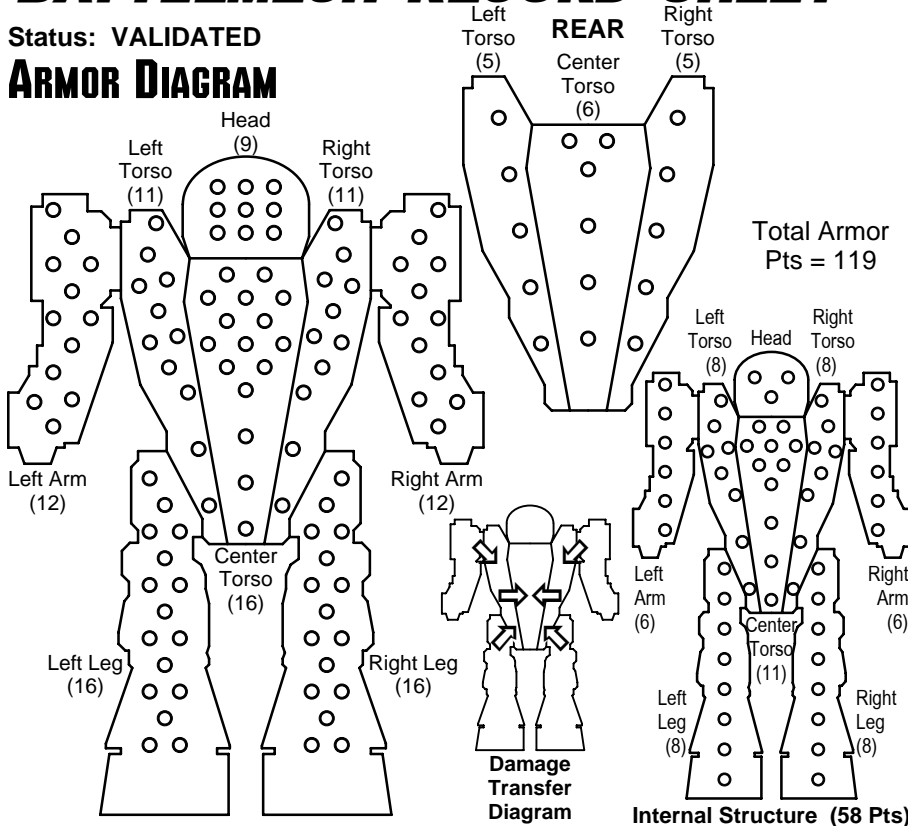 Status: VALIDATED
ARMOR DIAGRAM
Left
Torso
(5)
REAR
Center
Torso
(6)
Right
Torso
(5)
Head
(9)
Left
Torso
(11)
Right
Torso
(11)
Total Armor
Pts = 119
Left Arm
(12)
Right Arm
(12)
Center
Torso
(16)
Left Leg
(16)
Right Leg
(16)
Left
Torso
(8)
Head
Right
Torso
(8)
Left
Arm
(6)
Right
Arm
(6)
Center
Torso
(11)
Left
Leg
(8)
Right
Leg
(8)
Damage
Transfer
Diagram
Internal Structure (58 Pts)